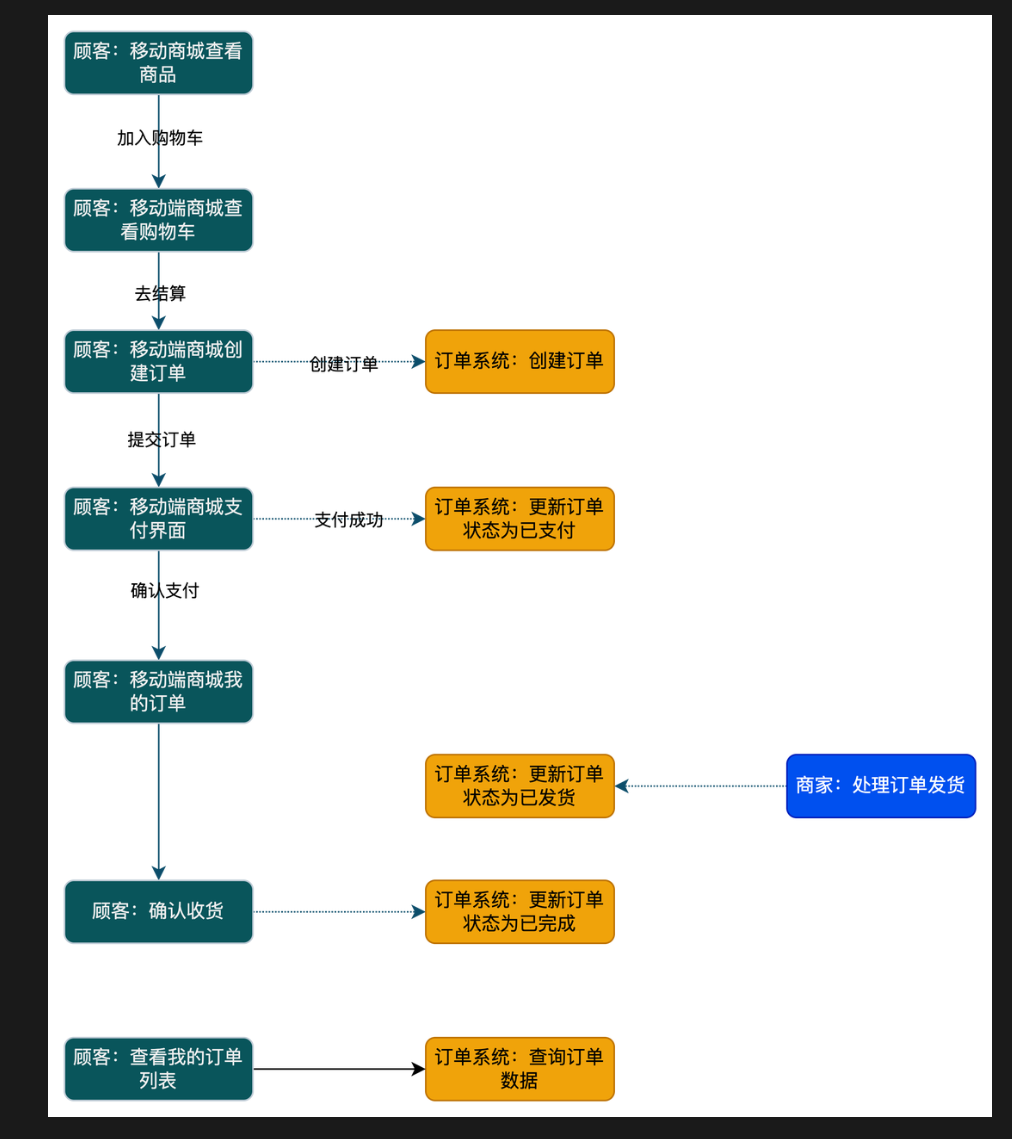 顾客：移动商城查看
商品
加入购物车
顾客：移动端商城查
看购物车
去结算
顾客：移动端商城创
建订单
创建订单
订单系统：创建订单
提交订单
顾客：移动端商城支
付界面
支付成功
订单系统：更新订单
状态为已支付
确认支付
顾客：移动端商城我
的订单
订单系统：更新订单
状态为已发货
商家：处理订单发货
顾客：确认收货
订单系统：更新订单
状态为已完成
顾客：查看我的订单
列表
订单系统：查询订单
数据